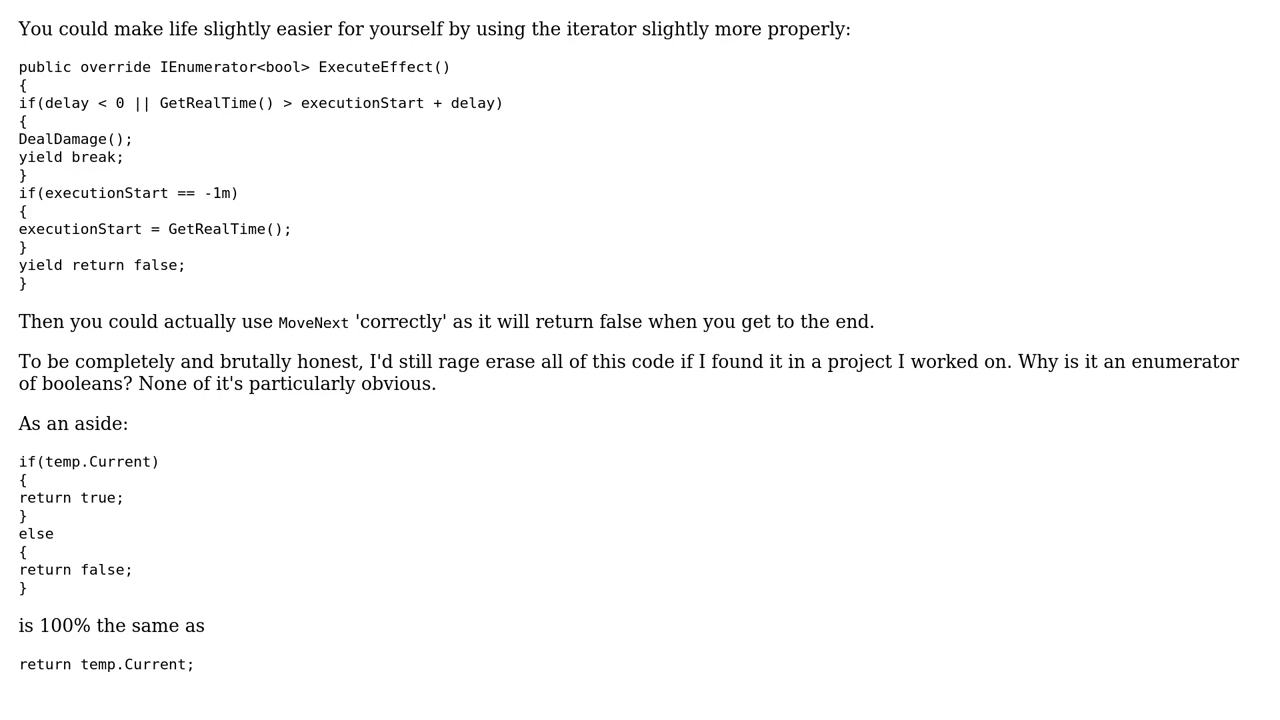 You could make life slightly easier for yourself by using the iterator slightly more properly:
public override IEnumerator<bool> ExecuteEffect()
{
if(delay < 0 || GetRealTime() > executionStart + delay)
{
DealDamage();
yield break;
}
if(executionStart == -1m)
{
executionStart = GetRealTime();
}
yield return false;
}
Then you could actually use MoveNext 'correctly' as it will return false when you get to the end.
To be completely and brutally honest, I'd still rage erase all of this code if I found it in a project I worked on. Why is it an enumerator
of booleans? None of it's particularly obvious.
As an aside:
if(temp.Current)
{
return true;
}
else
{
return false;
}
is 100% the same as
return temp.Current;